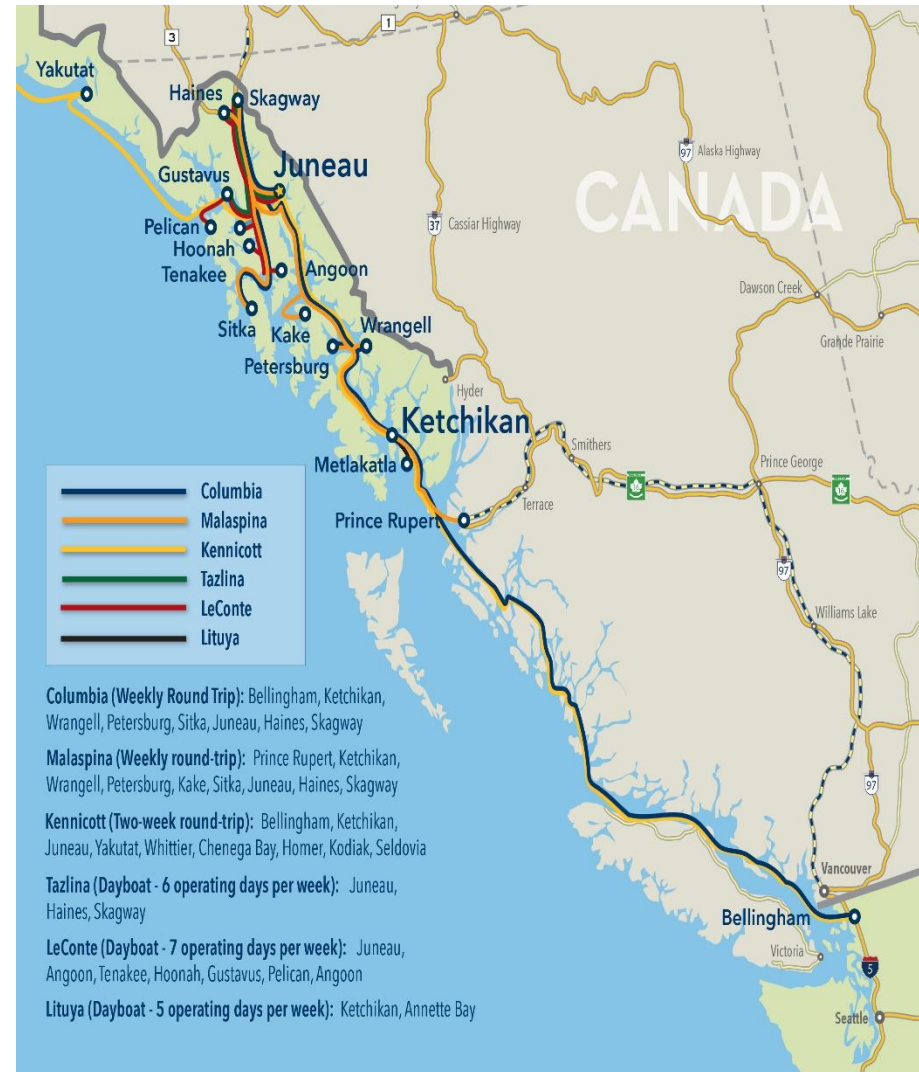 3
1
Yakutat
Haines
Skagway
Juneau
97
Alaska Highway
Gustavus
CANADA
37
Cassiar Highway
Pelican
Hoonah
Tenakee
Angoon
Dawson Creek
Sitka
Kake
Wrangell
Grande Prairie
Petersburg
Hyder
Ketchikan
Smithers
Metlakatla
Prince George
16
16
Terrace
Prince Rupert
Columbia
Malaspina
Kennicott
Tazlina
LeConte
Lituya
97
Williams Lake
Columbia (Weekly Round Trip): Bellingham, Ketchikan,
Wrangell, Petersburg, Sitka, Juneau, Haines, Skagway
Malaspina (Weekly round-trip): Prince Rupert, Ketchikan,
Wrangell, Petersburg, Kake, Sitka, Juneau, Haines, Skagway
97
Kennicott (Two-week round-trip): Bellingham, Ketchikan,
Juneau, Yakutat, Whittier, Chenega Bay, Homer, Kodiak, Seldovia
Tazlina (Dayboat - 6 operating days per week): Juneau,
Haines, Skagway
Vancouver
Bellingham
LeConte (Dayboat - 7 operating days per week): Juneau,
Angoon, Tenakee, Hoonah, Gustavus, Pelican, Angoon
Victoria
5
Lituya (Dayboat - 5 operating days per week): Ketchikan, Annette Bay
Seattle